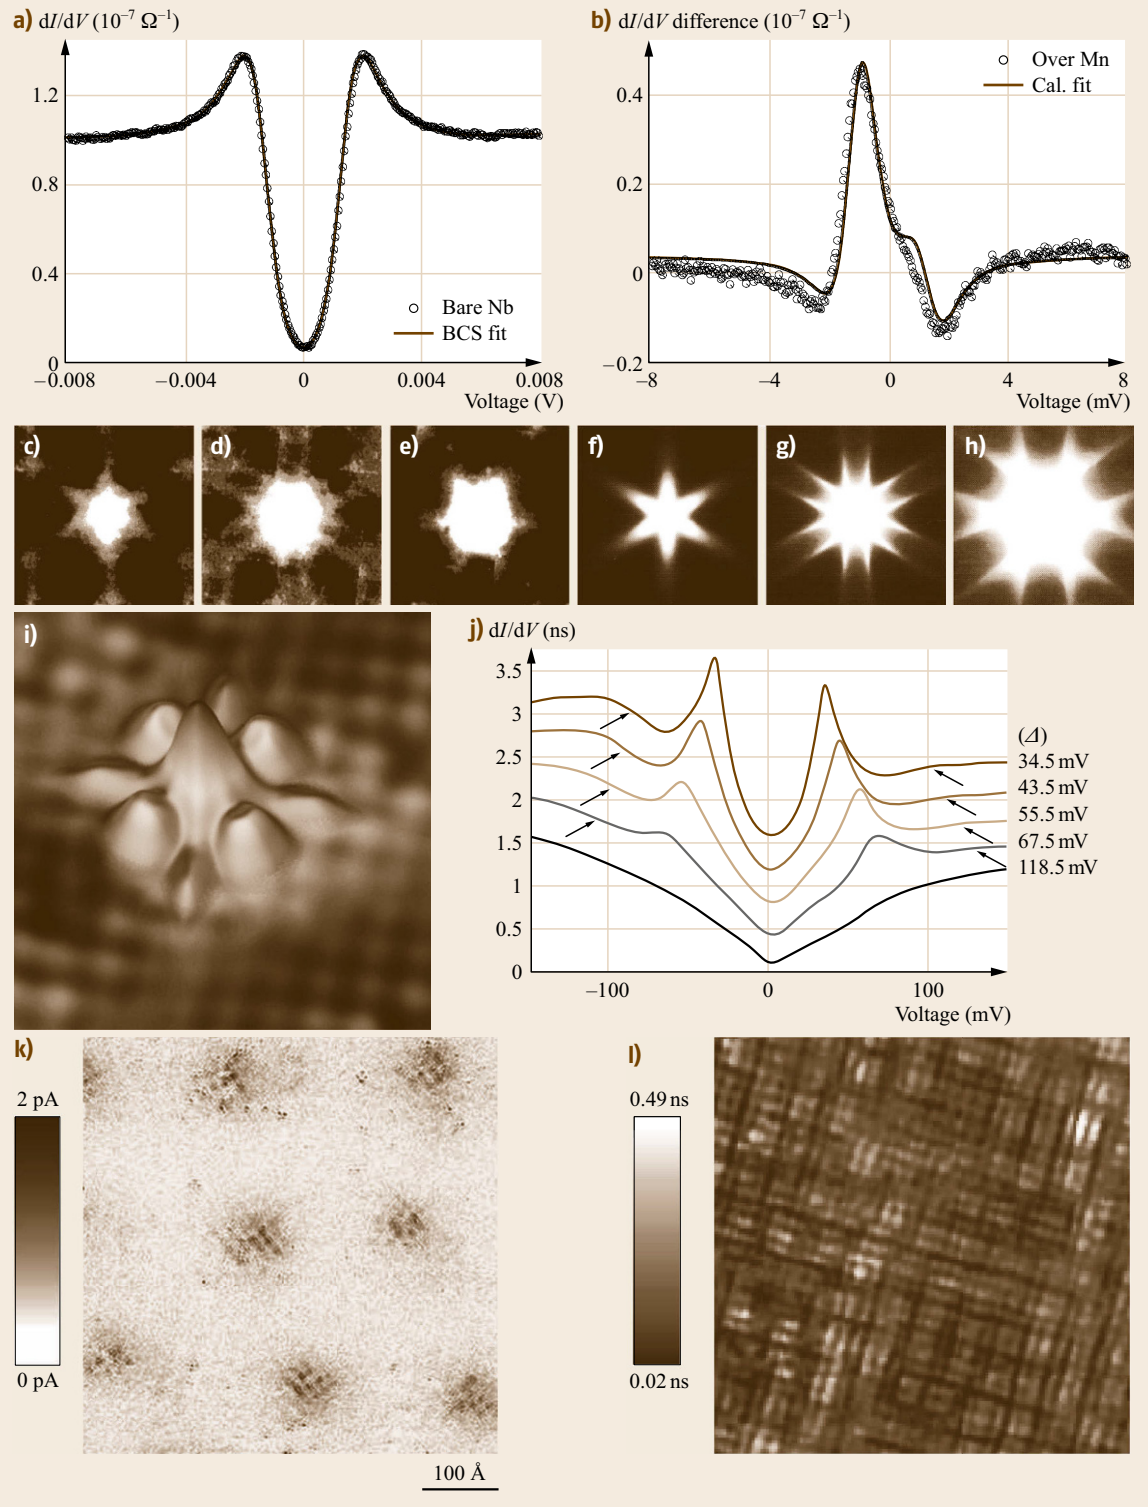 a) dI/dV (10⁻⁷ Ω⁻¹)
1.2
0.8
0.4
0
Bare Nb
BCS fit
−0.008
−0.004
0
0.004
0.008
Voltage (V)
b) dI/dV difference (10⁻⁷ Ω⁻¹)
Over Mn
Cal. fit
0.4
0.2
0
−0.2
−8
−4
0
4
8
Voltage (mV)
c)
d)
e)
f)
g)
h)
i)
j) dI/dV (ns)
3.5
3
2.5
2
1.5
1
0.5
0
(Δ)
34.5 mV
43.5 mV
55.5 mV
67.5 mV
118.5 mV
−100
0
100
Voltage (mV)
k)
2 pA
0 pA
100 Å
l)
0.49 ns
0.02 ns